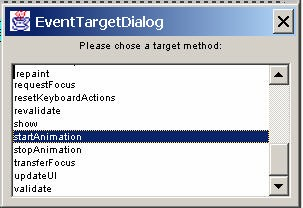 EventTargetDialog
Please chose a target method:
repaint
requestFocus
resetKeyboardActions
revalidate
show
startAnimation
stopAnimation
transferFocus
updateUI
validate